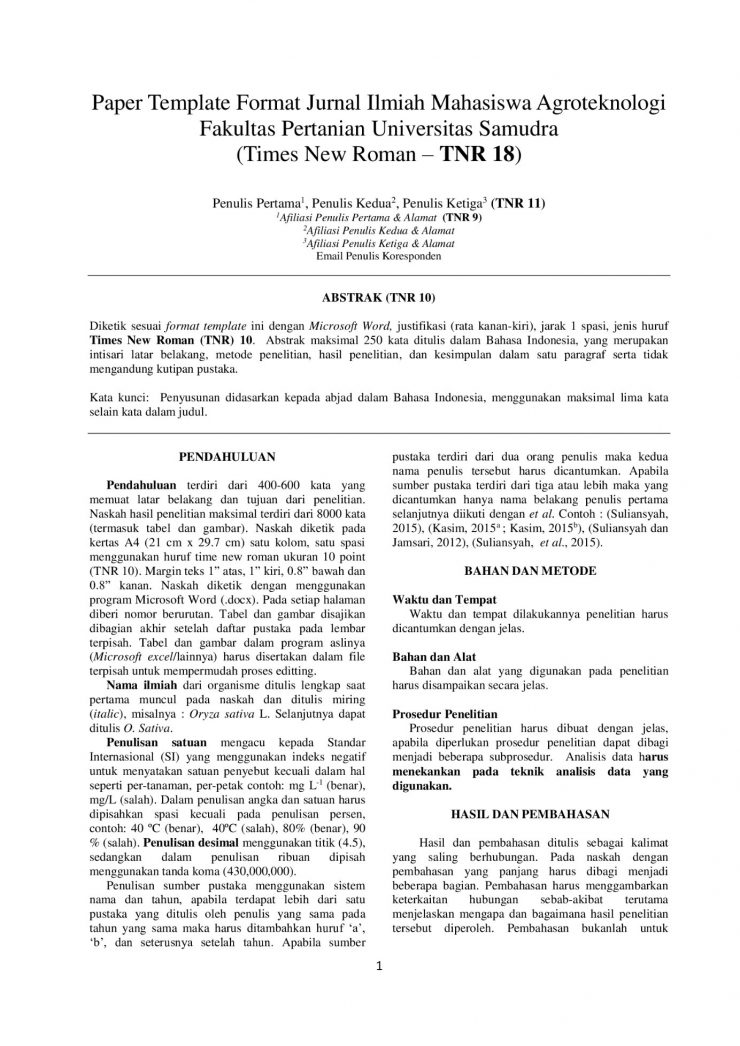 Paper Template Format Jurnal Ilmiah Mahasiswa Agroteknologi
Fakultas Pertanian Universitas Samudra
(Times New Roman – TNR 18)
Penulis Pertama¹, Penulis Kedua², Penulis Ketiga³ (TNR 11)
¹Afiliasi Penulis Pertama & Alamat (TNR 9)
²Afiliasi Penulis Kedua & Alamat
³Afiliasi Penulis Ketiga & Alamat
Email Penulis Koresponden
ABSTRAK (TNR 10)
Diketik sesuai format template ini dengan Microsoft Word, justifikasi (rata kanan-kiri), jarak 1 spasi, jenis huruf
Times New Roman (TNR) 10. Abstrak maksimal 250 kata ditulis dalam Bahasa Indonesia, yang merupakan
intisari latar belakang, metode penelitian, hasil penelitian, dan kesimpulan dalam satu paragraf serta tidak
mengandung kutipan pustaka.
Kata kunci: Penyusunan didasarkan kepada abjad dalam Bahasa Indonesia, menggunakan maksimal lima kata
selain kata dalam judul.
PENDAHULUAN
Pendahuluan terdiri dari 400-600 kata yang
memuat latar belakang dan tujuan dari penelitian.
Naskah hasil penelitian maksimal terdiri dari 8000 kata
(termasuk tabel dan gambar). Naskah diketik pada
kertas A4 (21 cm x 29.7 cm) satu kolom, satu spasi
menggunakan huruf time new roman ukuran 10 point
(TNR 10). Margin teks 1” atas, 1” kiri, 0.8” bawah dan
0.8” kanan. Naskah diketik dengan menggunakan
program Microsoft Word (.docx). Pada setiap halaman
diberi nomor berurutan. Tabel dan gambar disajikan
dibagian akhir setelah daftar pustaka pada lembar
terpisah. Tabel dan gambar dalam program aslinya
(Microsoft excel/lainnya) harus disertakan dalam file
terpisah untuk mempermudah proses editting.
Nama ilmiah dari organisme ditulis lengkap saat
pertama muncul pada naskah dan ditulis miring
(italic), misalnya : Oryza sativa L. Selanjutnya dapat
ditulis O. Sativa.
Penulisan satuan mengacu kepada Standar
Internasional (SI) yang menggunakan indeks negatif
untuk menyatakan satuan penyebut kecuali dalam hal
seperti per-tanaman, per-petak contoh: mg L⁻¹ (benar),
mg/L (salah). Dalam penulisan angka dan satuan harus
dipisahkan spasi kecuali pada penulisan persen,
contoh: 40 ºC (benar), 40ºC (salah), 80% (benar), 90
% (salah). Penulisan desimal menggunakan titik (4.5),
sedangkan dalam penulisan ribuan dipisah
menggunakan tanda koma (430,000,000).
Penulisan sumber pustaka menggunakan sistem
nama dan tahun, apabila terdapat lebih dari satu
pustaka yang ditulis oleh penulis yang sama pada
tahun yang sama maka harus ditambahkan huruf ‘a’,
‘b’, dan seterusnya setelah tahun. Apabila sumber
pustaka terdiri dari dua orang penulis maka kedua
nama penulis tersebut harus dicantumkan. Apabila
sumber pustaka terdiri dari tiga atau lebih maka yang
dicantumkan hanya nama belakang penulis pertama
selanjutnya diikuti dengan et al. Contoh : (Suliansyah,
2015), (Kasim, 2015ᵃ ; Kasim, 2015ᵇ), (Suliansyah dan
Jamsari, 2012), (Suliansyah, et al., 2015).
BAHAN DAN METODE
Waktu dan Tempat
Waktu dan tempat dilakukannya penelitian harus
dicantumkan dengan jelas.
Bahan dan Alat
Bahan dan alat yang digunakan pada penelitian
harus disampaikan secara jelas.
Prosedur Penelitian
Prosedur penelitian harus dibuat dengan jelas,
apabila diperlukan prosedur penelitian dapat dibagi
menjadi beberapa subprosedur. Analisis data harus
menekankan pada teknik analisis data yang
digunakan.
HASIL DAN PEMBAHASAN
Hasil dan pembahasan ditulis sebagai kalimat
yang saling berhubungan. Pada naskah dengan
pembahasan yang panjang harus dibagi menjadi
beberapa bagian. Pembahasan harus menggambarkan
keterkaitan hubungan sebab-akibat terutama
menjelaskan mengapa dan bagaimana hasil penelitian
tersebut diperoleh. Pembahasan bukanlah untuk
1